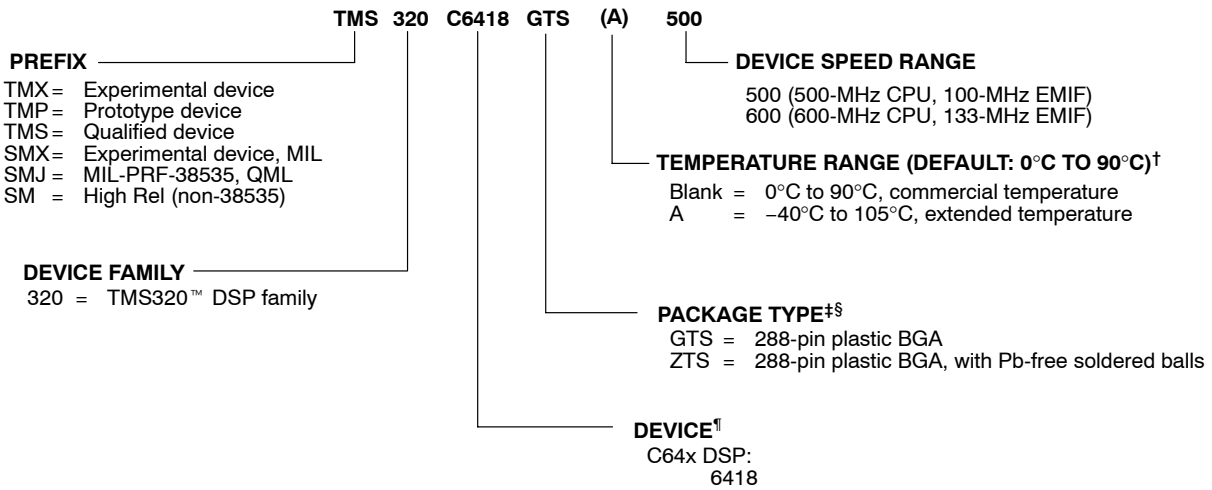 TMS 320 C6418 GTS (A) 500
PREFIX
TMX = Experimental device
TMP = Prototype device
TMS = Qualified device
SMX = Experimental device, MIL
SMJ = MIL-PRF-38535, QML
SM = High Rel (non-38535)
DEVICE SPEED RANGE
500 (500-MHz CPU, 100-MHz EMIF)
600 (600-MHz CPU, 133-MHz EMIF)
TEMPERATURE RANGE (DEFAULT: 0°C TO 90°C)†
Blank = 0°C to 90°C, commercial temperature
A = −40°C to 105°C, extended temperature
DEVICE FAMILY
320 = TMS320™ DSP family
PACKAGE TYPE‡§
GTS = 288-pin plastic BGA
ZTS = 288-pin plastic BGA, with Pb-free soldered balls
DEVICE¶
C64x DSP:
6418